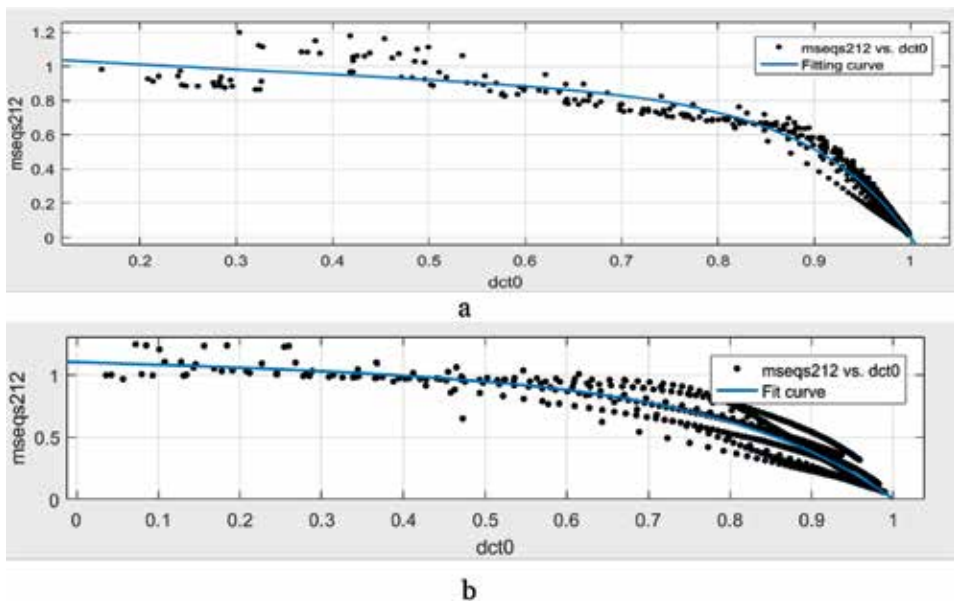 1.2
1
0.8
0.6
0.4
0.2
0
mseqs212
mseqs212 vs. dct0
Fitting curve
0.2 0.3 0.4 0.5 0.6 0.7 0.8 0.9 1
dct0
a
1
0.5
0
mseqs212
mseqs212 vs. dct0
Fit curve
0 0.1 0.2 0.3 0.4 0.5 0.6 0.7 0.8 0.9 1
dct0
b